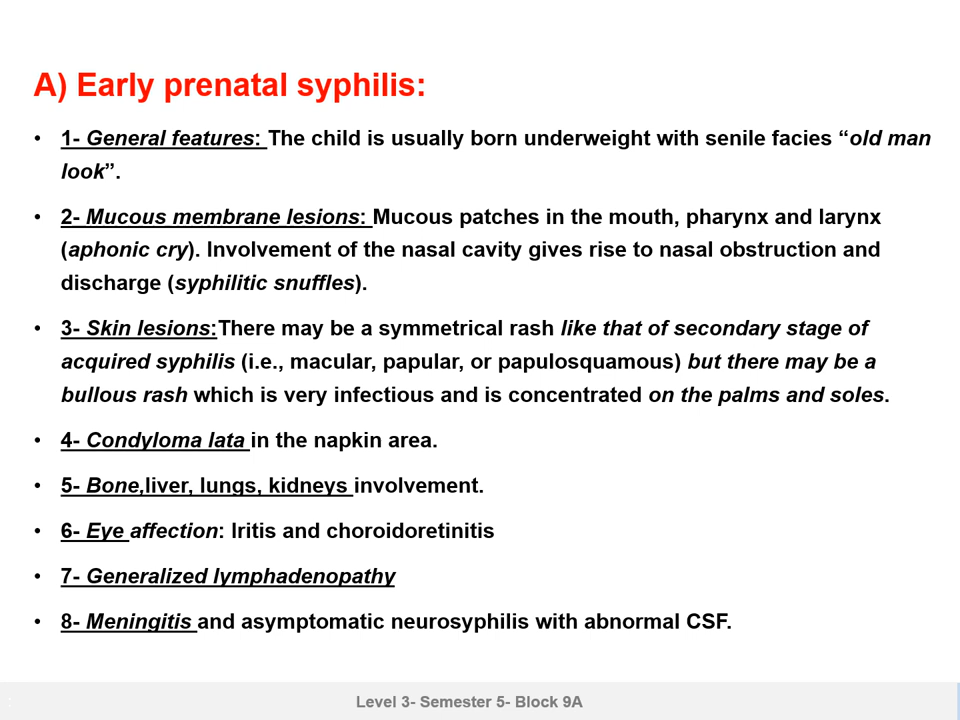 A) Early prenatal syphilis:
• 1- General features: The child is usually born underweight with senile facies “old man
look”.
• 2- Mucous membrane lesions: Mucous patches in the mouth, pharynx and larynx
(aphonic cry). Involvement of the nasal cavity gives rise to nasal obstruction and
discharge (syphilitic snuffles).
• 3- Skin lesions:There may be a symmetrical rash like that of secondary stage of
acquired syphilis (i.e., macular, papular, or papulosquamous) but there may be a
bullous rash which is very infectious and is concentrated on the palms and soles.
• 4- Condyloma lata in the napkin area.
• 5- Bone,liver, lungs, kidneys involvement.
• 6- Eye affection: Iritis and choroidoretinitis
• 7- Generalized lymphadenopathy
• 8- Meningitis and asymptomatic neurosyphilis with abnormal CSF.
Level 3- Semester 5- Block 9A